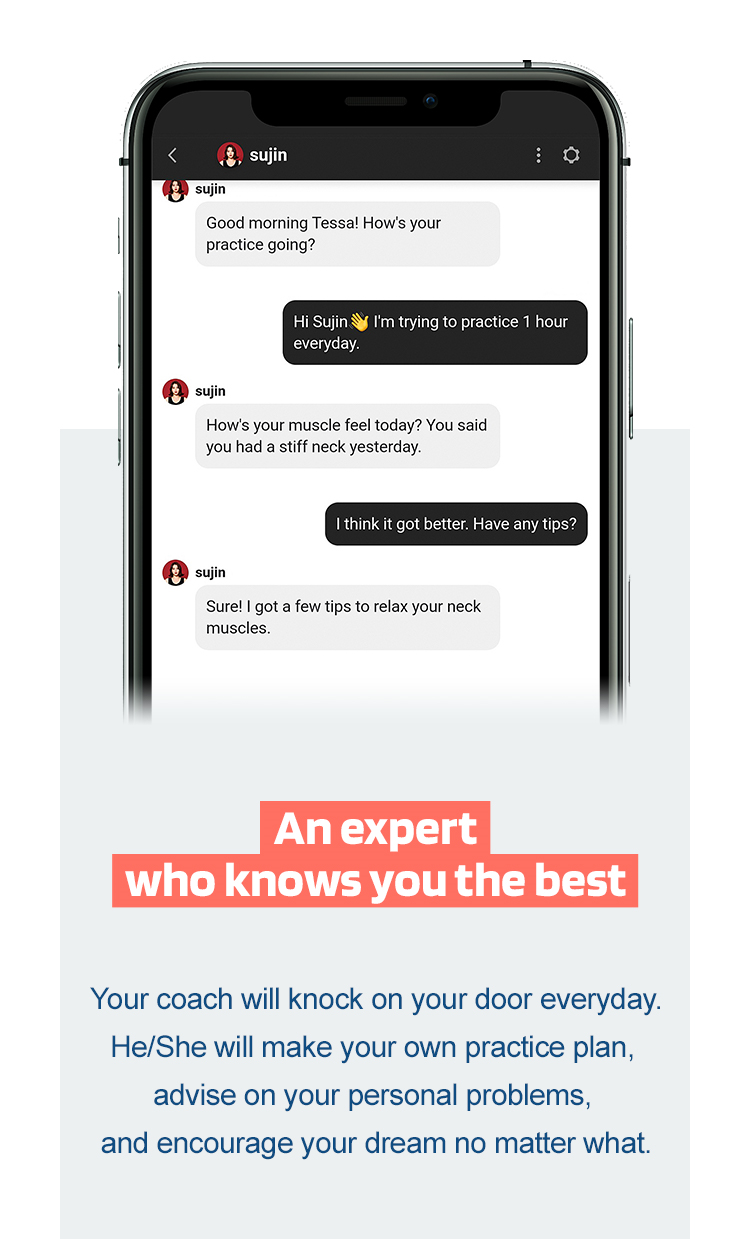 sujin
sujin
Good morning Tessa! How's your
practice going?
Hi Sujin👋 I'm trying to practice 1 hour
everyday.
sujin
How's your muscle feel today? You said
you had a stiff neck yesterday.
I think it got better. Have any tips?
sujin
Sure! I got a few tips to relax your neck
muscles.
An expert
who knows you the best
Your coach will knock on your door everyday.
He/She will make your own practice plan,
advise on your personal problems,
and encourage your dream no matter what.